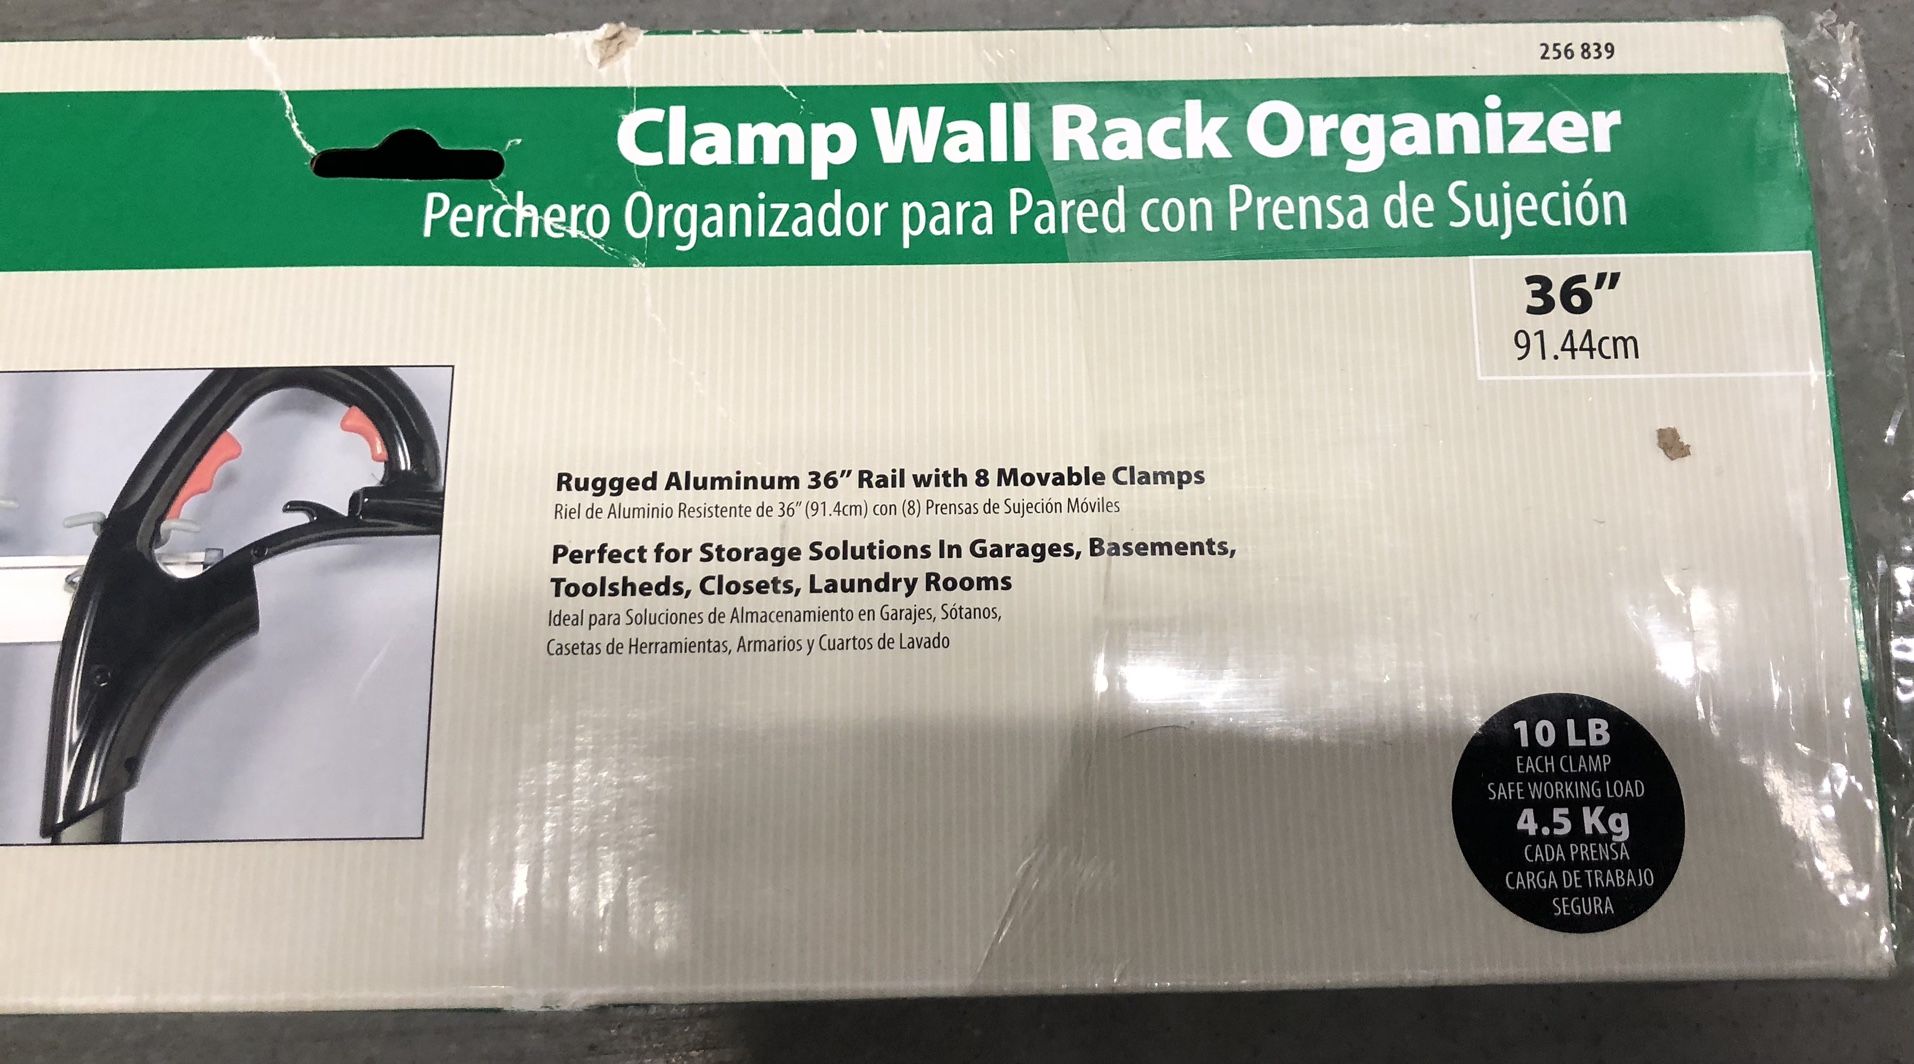 256 839
Clamp Wall Rack Organizer
Perchero Organizador para Pared con Prensa de Sujeción
36”
91.44cm
Rugged Aluminum 36” Rail with 8 Movable Clamps
Riel de Aluminio Resistente de 36” (91.4cm) con (8) Prensas de Sujeción Móviles
Perfect for Storage Solutions In Garages, Basements,
Toolsheds, Closets, Laundry Rooms
Ideal para Soluciones de Almacenamiento en Garajes, Sótanos,
Casetas de Herramientas, Armarios y Cuartos de Lavado
10 LB
EACH CLAMP
SAFE WORKING LOAD
4.5 Kg
CADA PRENSA
CARGA DE TRABAJO
SEGURA